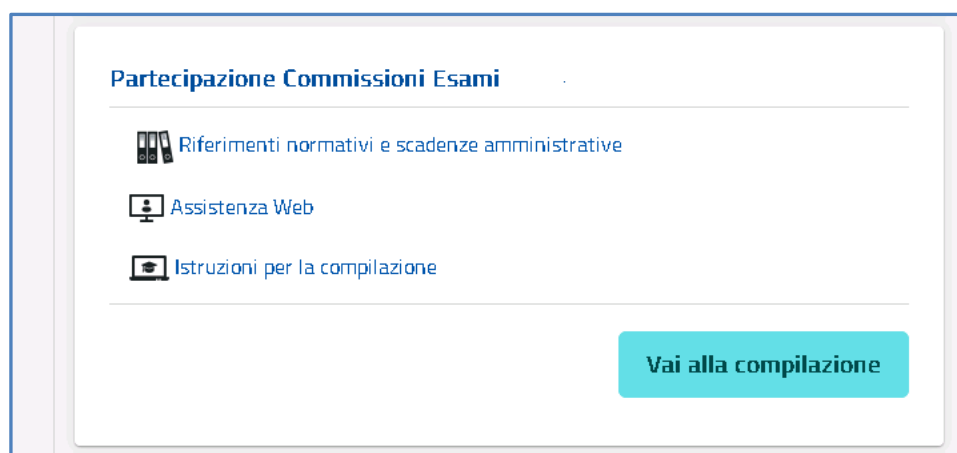 Partecipazione Commissioni Esami
Riferimenti normativi e scadenze amministrative
Assistenza Web
Istruzioni per la compilazione
Vai alla compilazione